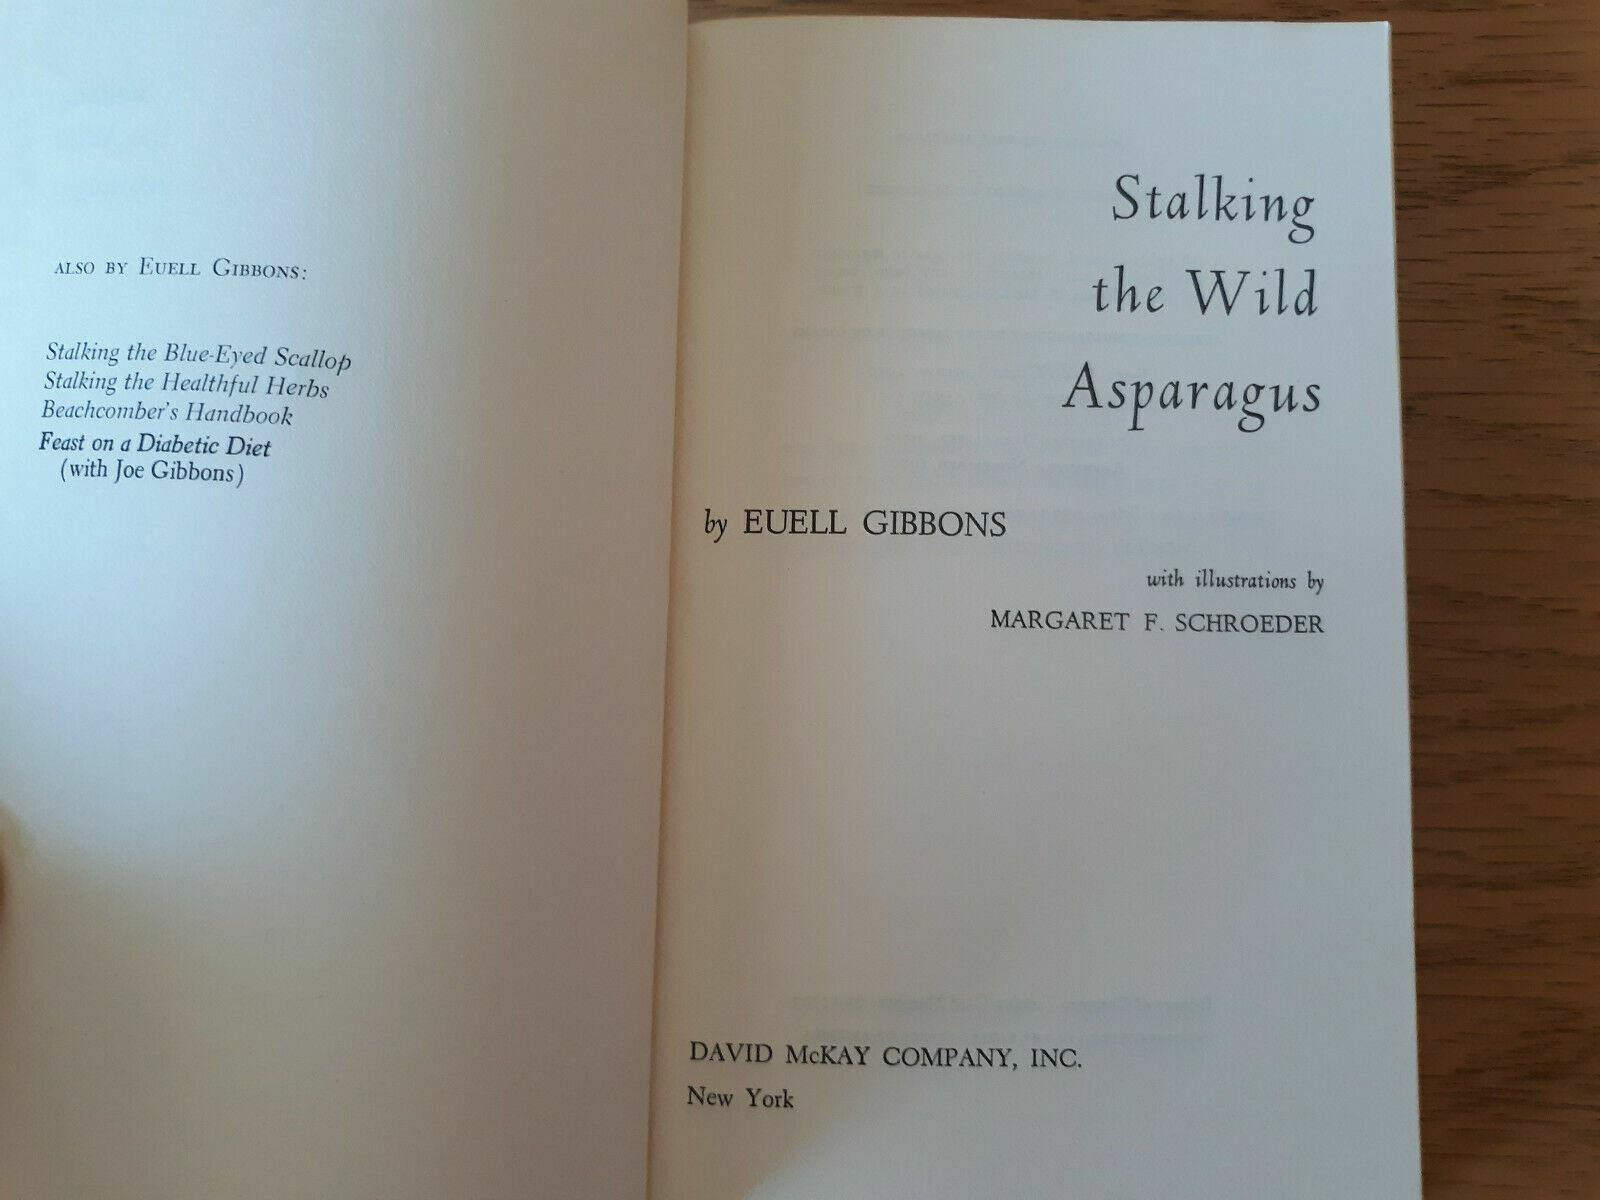 ALSO BY EUELL GIBBONS:
Stalking the Blue-Eyed Scallop
Stalking the Healthful Herbs
Beachcomber's Handbook
Feast on a Diabetic Diet
(with Joe Gibbons)
Stalking
the Wild
Asparagus
by EUELL GIBBONS
with illustrations by
MARGARET F. SCHROEDER
DAVID McKAY COMPANY, INC.
New York